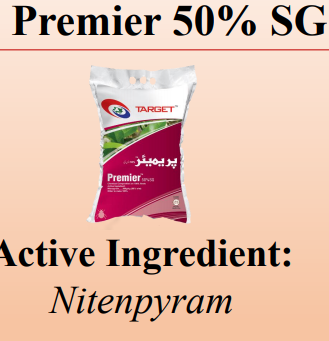 Premier 50% SG
TARGET
پریمیئر
Premier
Active Ingredient:
Nitenpyram